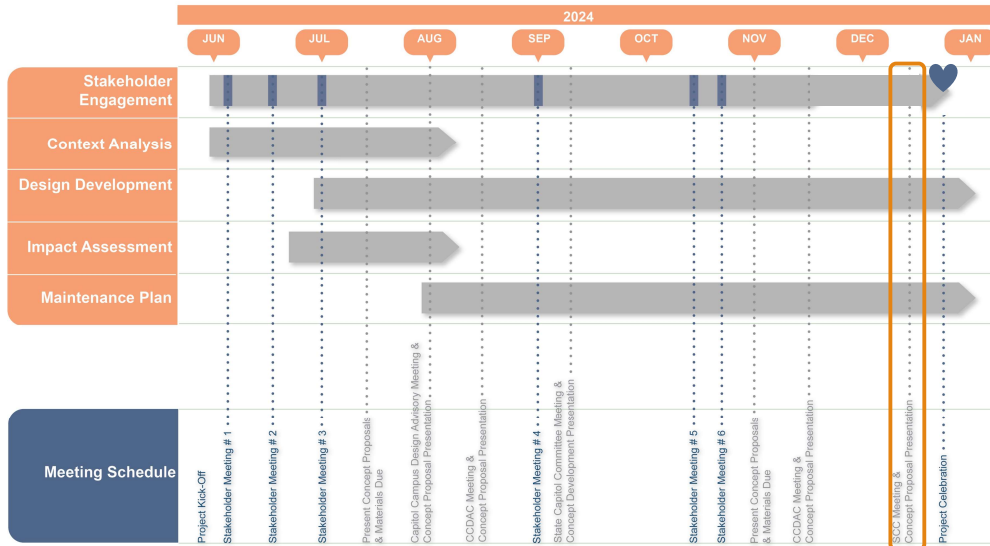 2024
JUN
JUL
AUG
SEP
OCT
NOV
DEC
JAN
Stakeholder
Engagement
Context Analysis
Design Development
Impact Assessment
Maintenance Plan
Meeting Schedule
Project Kick-Off
Stakeholder Meeting # 1
Stakeholder Meeting # 2
Stakeholder Meeting # 3
Present Concept Proposals
& Materials Due
Capitol Campus Design Advisory Meeting &
Concept Proposal Presentation
CCDAC Meeting &
Concept Proposal Presentation
Stakeholder Meeting # 4
State Capitol Committee Meeting &
Concept Development Presentation
Stakeholder Meeting # 5
Stakeholder Meeting # 6
Present Concept Proposals
& Materials Due
CCDAC Meeting &
Concept Proposal Presentation
SCC Meeting &
Concept Proposal Presentation
Project Celebration